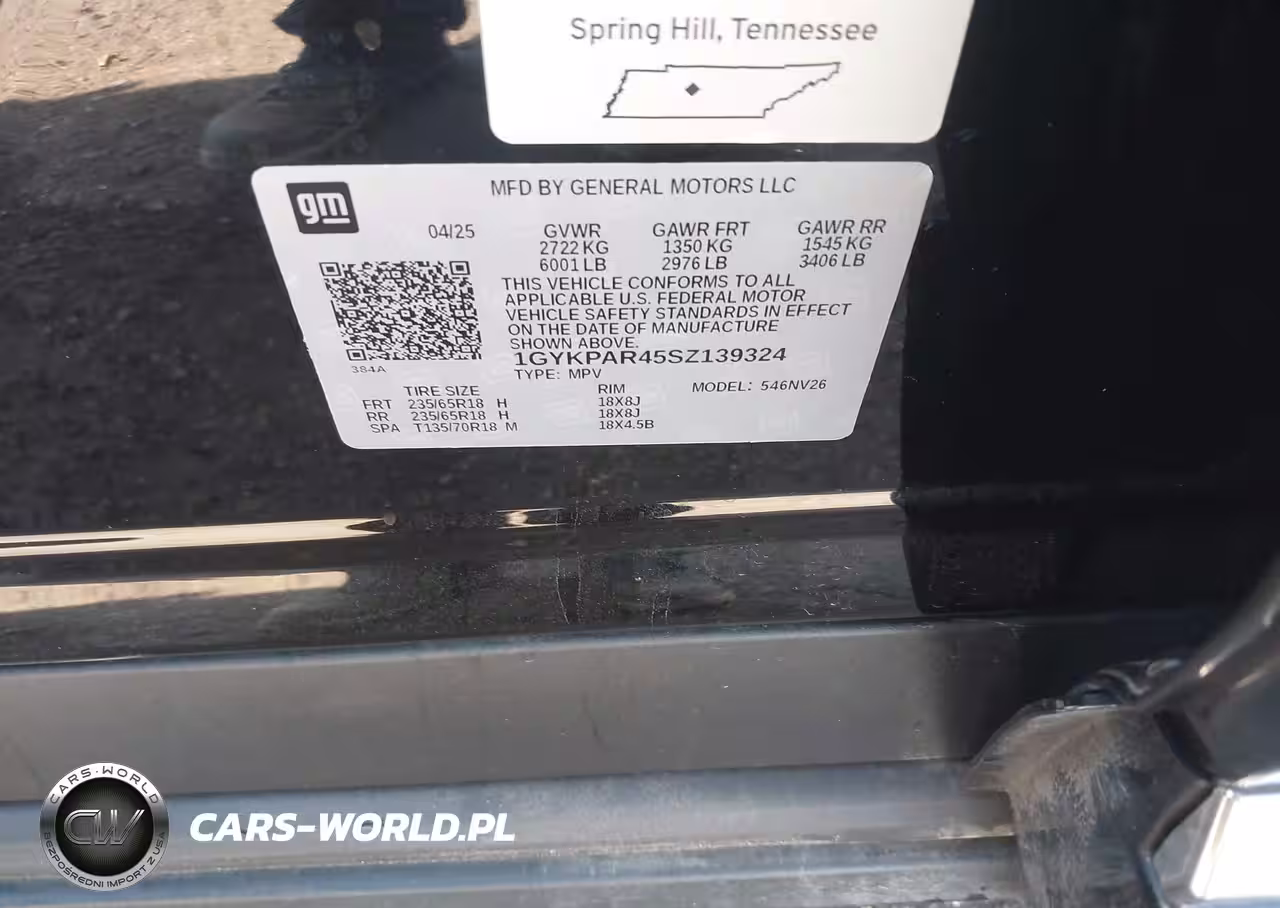 Spring Hill, Tennessee
gm
MFD BY GENERAL MOTORS LLC
04/25 GVWR GAWR FRT GAWR RR
2722 KG 1350 KG 1545 KG
6001 LB 2976 LB 3406 LB
THIS VEHICLE CONFORMS TO ALL
APPLICABLE U.S. FEDERAL MOTOR
VEHICLE SAFETY STANDARDS IN EFFECT
ON THE DATE OF MANUFACTURE
SHOWN ABOVE.
1GYKPAR45SZ139324
384A
TYPE: MPV
TIRE SIZE RIM MODEL: 546NV26
FRT 235/65R18 H 18X8J
RR 235/65R18 H 18X8J
SPA T135/70R18 M 18X4.5B
CARS-WORLD
CW
BEZPOŚREDNI IMPORT Z USA
CARS-WORLD.PL